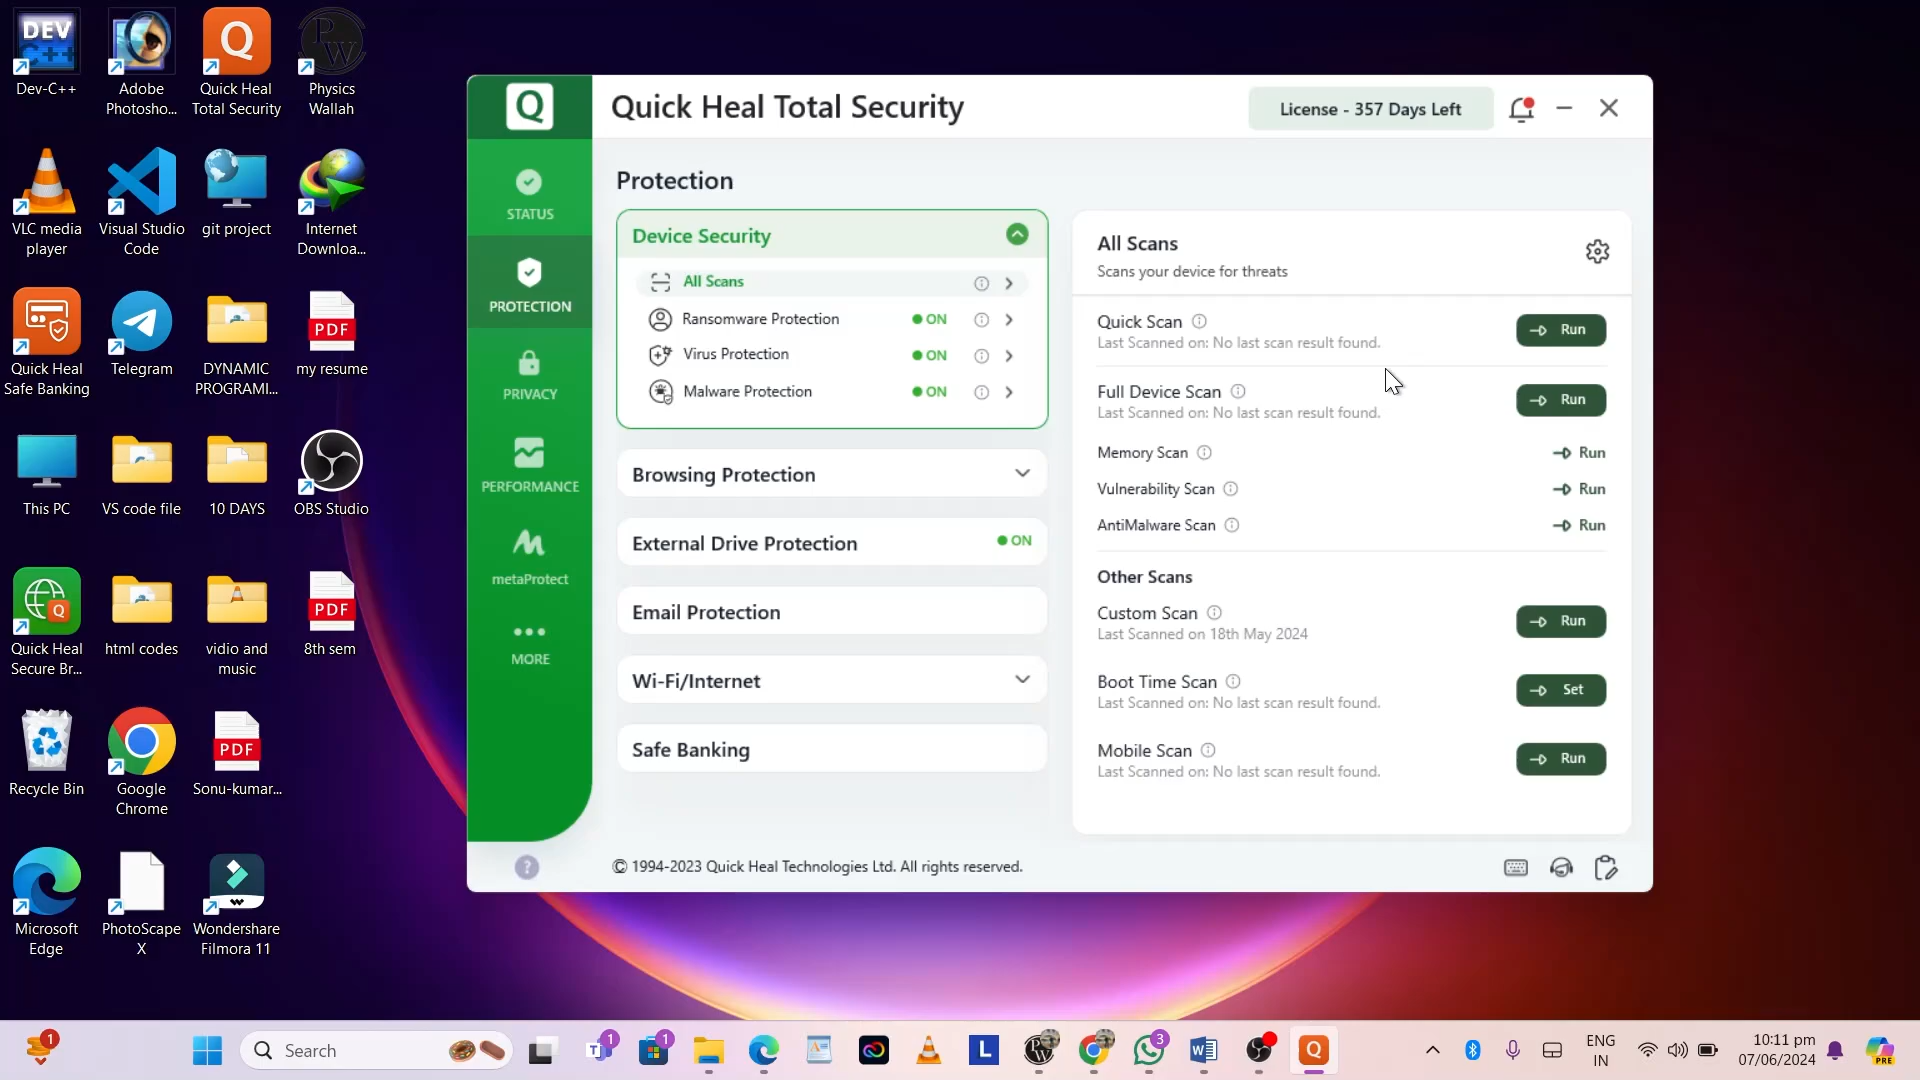 DEV
C++
Dev-C++
Adobe
Photosho...
Q
Quick Heal
Total Security
PW
Physics
Wallah
VLC media
player
Visual Studio
Code
git project
Internet
Downloa...
Quick Heal
Safe Banking
Telegram
DYNAMIC
PROGRAMI...
PDF
my resume
This PC
VS code file
10 DAYS
OBS Studio
Q
Quick Heal
Secure Br...
html codes
vidio and
music
PDF
8th sem
Recycle Bin
Google
Chrome
PDF
Sonu-kumar...
Microsoft
Edge
PhotoScape
X
Wondershare
Filmora 11
Q
Quick Heal Total Security
License - 357 Days Left
STATUS
PROTECTION
PRIVACY
PERFORMANCE
metaProtect
MORE
?
Protection
Device Security
All Scans
Ransomware Protection ON
Virus Protection ON
Malware Protection ON
Browsing Protection
External Drive Protection ON
Email Protection
Wi-Fi/Internet
Safe Banking
All Scans
Scans your device for threats
Quick Scan
Last Scanned on: No last scan result found.
Run
Full Device Scan
Last Scanned on: No last scan result found.
Run
Memory Scan Run
Vulnerability Scan Run
AntiMalware Scan Run
Other Scans
Custom Scan
Last Scanned on 18th May 2024
Run
Boot Time Scan
Last Scanned on: No last scan result found.
Set
Mobile Scan
Last Scanned on: No last scan result found.
Run
© 1994-2023 Quick Heal Technologies Ltd. All rights reserved.
1
Search
1
1
L
3
Q
ENG
IN
10:11 pm
07/06/2024
PRE